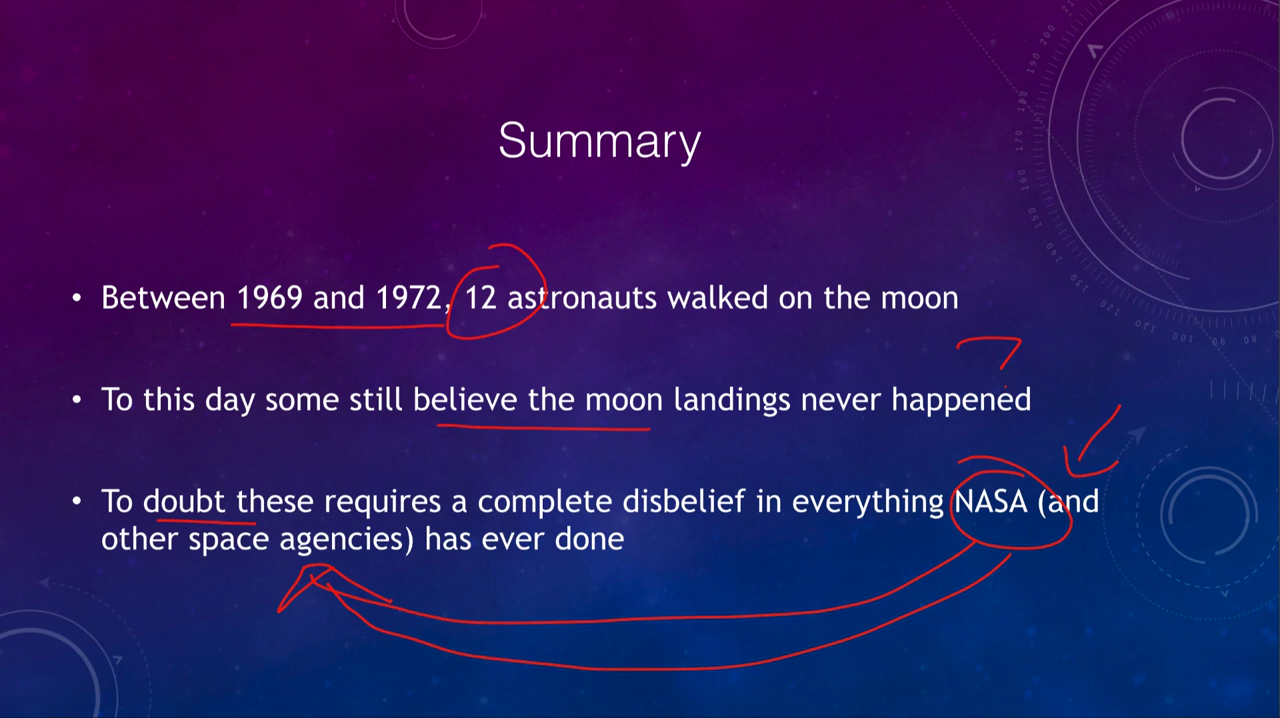 Summary
• Between 1969 and 1972, 12 astronauts walked on the moon
?
• To this day some still believe the moon landings never happened
• To doubt these requires a complete disbelief in everything NASA (and
other space agencies) has ever done